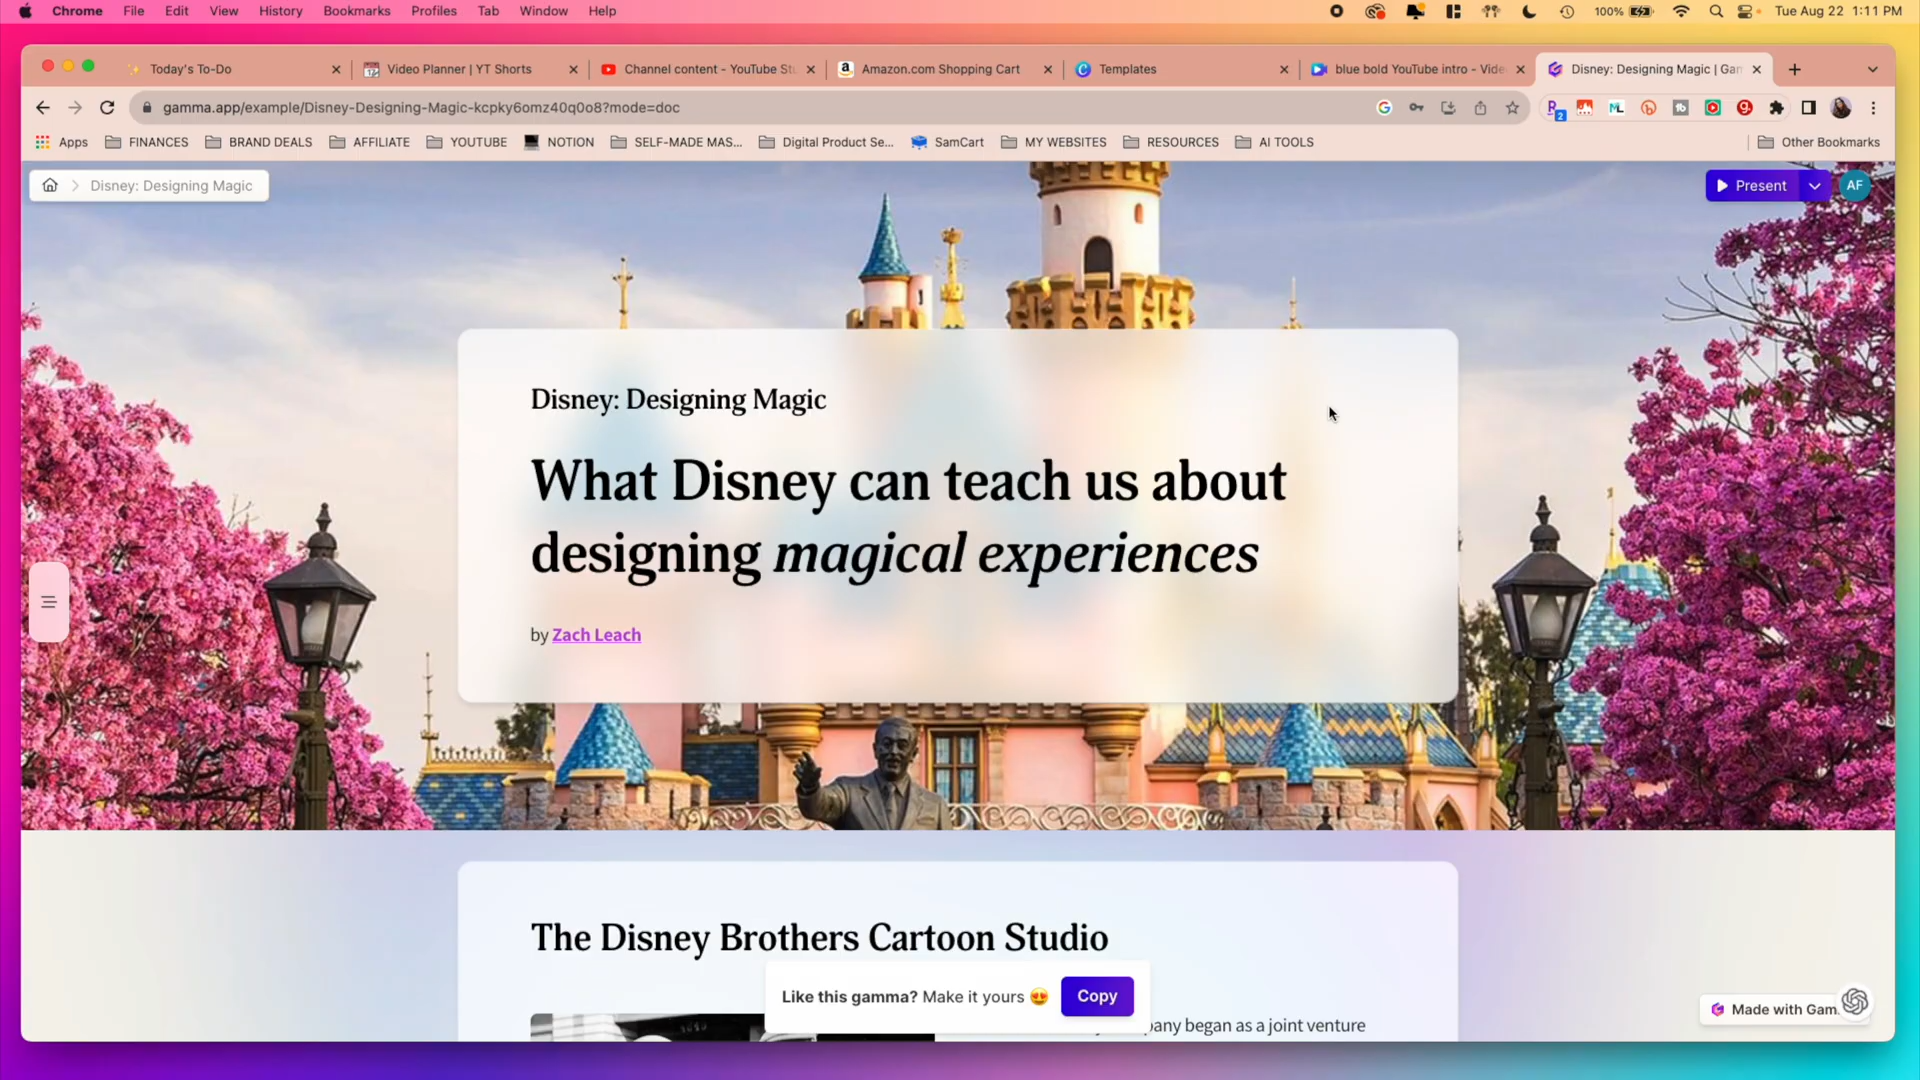 Chrome File Edit View History Bookmarks Profiles Tab Window Help 100% Tue Aug 22 1:11 PM
Today's To-Do Video Planner | YT Shorts Channel content - YouTube St Amazon.com Shopping Cart Templates blue bold YouTube intro - Vide Disney: Designing Magic | Gam
gamma.app/example/Disney-Designing-Magic-kcpky6omz40q0o8?mode=doc
Apps FINANCES BRAND DEALS AFFILIATE YOUTUBE NOTION SELF-MADE MAS... Digital Product Se... SamCart MY WEBSITES RESOURCES AI TOOLS Other Bookmarks
Disney: Designing Magic Present AF
Disney: Designing Magic
What Disney can teach us about
designing magical experiences
by Zach Leach
The Disney Brothers Cartoon Studio
Like this gamma? Make it yours 😍 Copy
Made with Gam
pany began as a joint venture